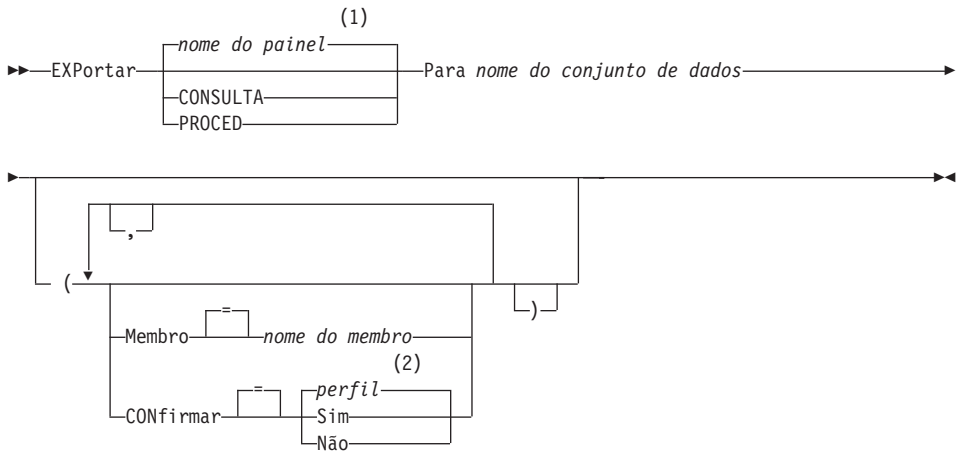 (1)
nome do painel
EXPortar Para nome do conjunto de dados
CONSULTA
PROCED
,
(
)
=
Membro nome do membro
(2)
= perfil
CONfirmar Sim
Não